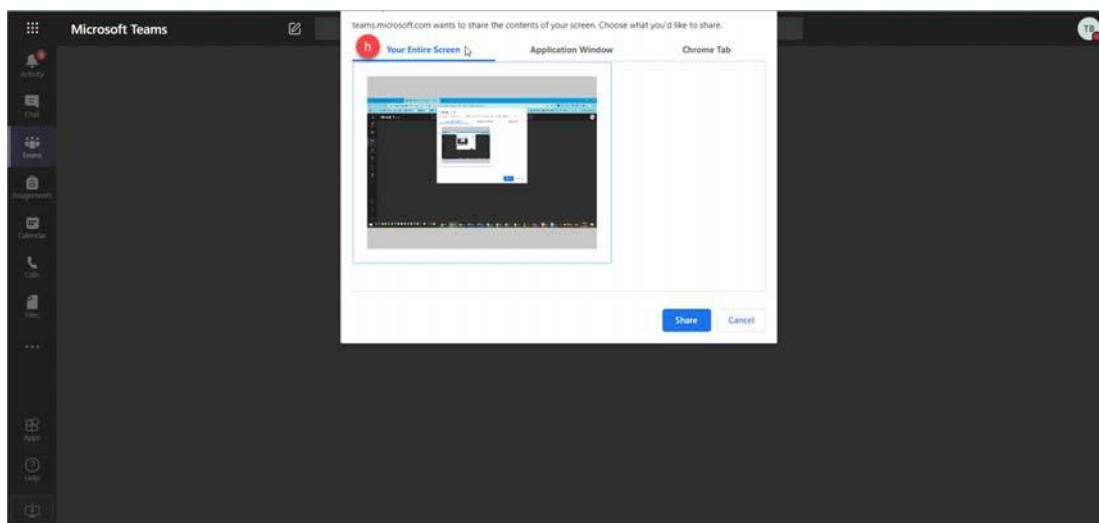 Microsoft Teams
TB
teams.microsoft.com wants to share the contents of your screen. Choose what you'd like to share.
h
Your Entire Screen
Application Window
Chrome Tab
Activity
Chat
Teams
Assignments
Calendar
Calls
Files
Share
Cancel
Apps
Help